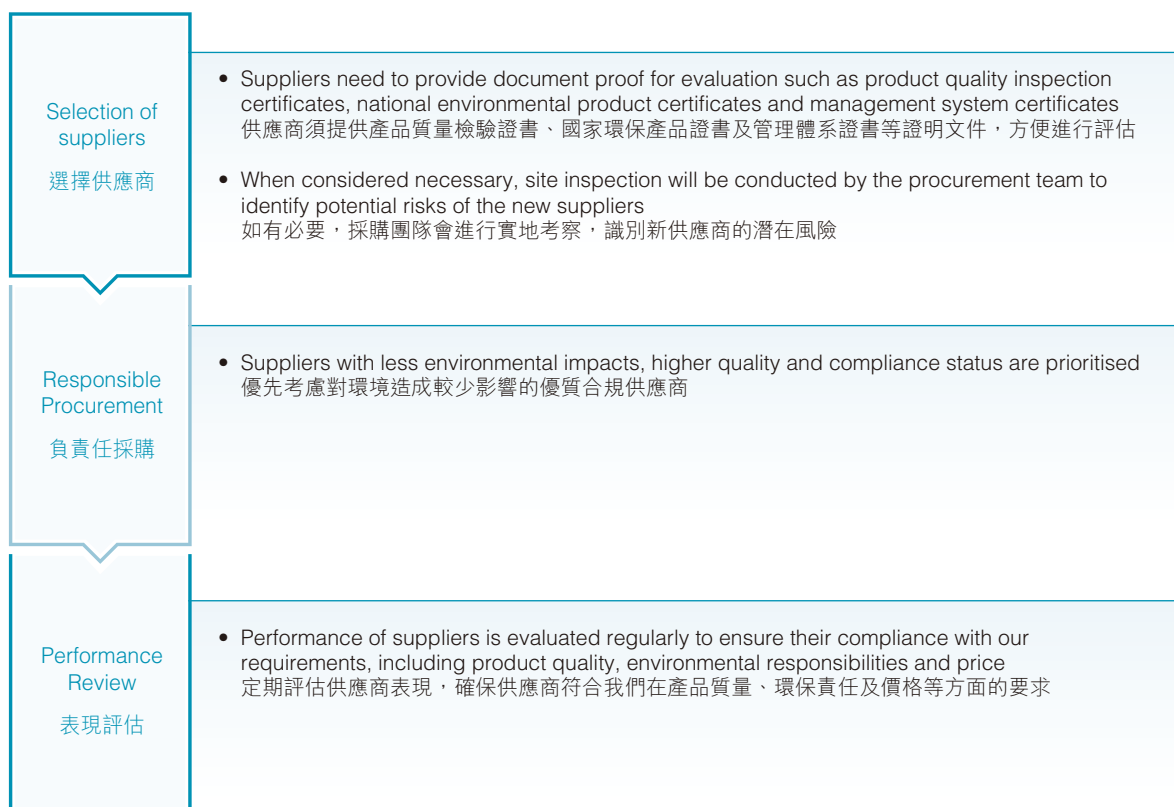 Selection of
suppliers
選擇供應商
• Suppliers need to provide document proof for evaluation such as product quality inspection
certificates, national environmental product certificates and management system certificates
供應商須提供產品質量檢驗證書、國家環保產品證書及管理體系證書等證明文件，方便進行評估
• When considered necessary, site inspection will be conducted by the procurement team to
identify potential risks of the new suppliers
如有必要，採購團隊會進行實地考察，識別新供應商的潛在風險
Responsible
Procurement
負責任採購
• Suppliers with less environmental impacts, higher quality and compliance status are prioritised
優先考慮對環境造成較少影響的優質合規供應商
Performance
Review
表現評估
• Performance of suppliers is evaluated regularly to ensure their compliance with our
requirements, including product quality, environmental responsibilities and price
定期評估供應商表現，確保供應商符合我們在產品質量、環保責任及價格等方面的要求